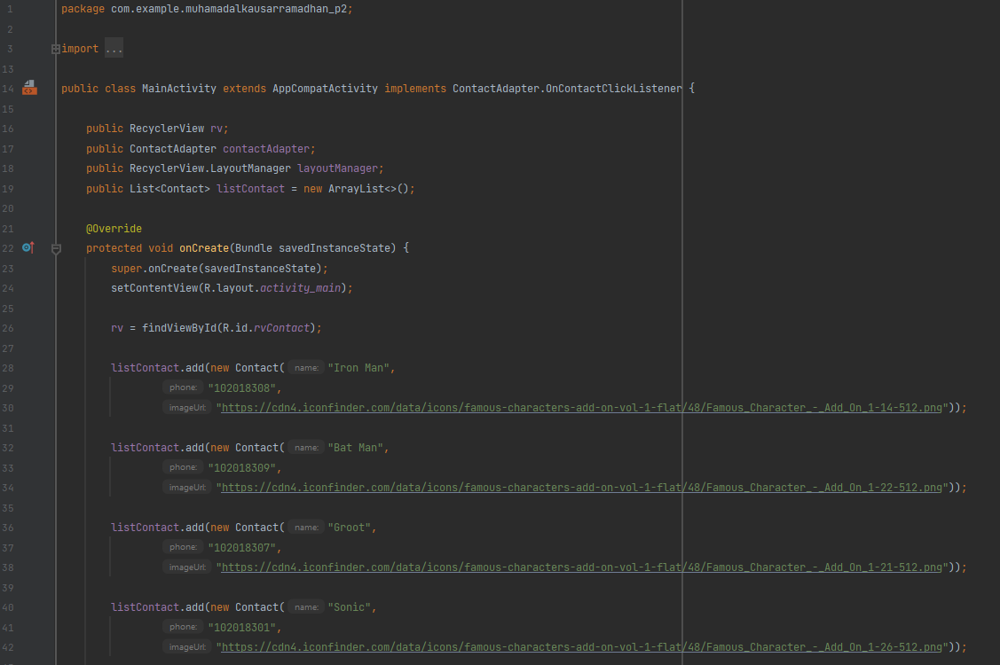 1 package com.example.muhamadalkausarramadhan_p2;
2
3 import ...
13
14 public class MainActivity extends AppCompatActivity implements ContactAdapter.OnContactClickListener {
15
16 public RecyclerView rv;
17 public ContactAdapter contactAdapter;
18 public RecyclerView.LayoutManager layoutManager;
19 public List<Contact> listContact = new ArrayList<>();
20
21 @Override
22 protected void onCreate(Bundle savedInstanceState) {
23 super.onCreate(savedInstanceState);
24 setContentView(R.layout.activity_main);
25
26 rv = findViewById(R.id.rvContact);
27
28 listContact.add(new Contact( name: "Iron Man",
29 phone: "102018308",
30 imageUrl: "https://cdn4.iconfinder.com/data/icons/famous-characters-add-on-vol-1-flat/48/Famous_Character_-_Add_On_1-14-512.png"));
31
32 listContact.add(new Contact( name: "Bat Man",
33 phone: "102018309",
34 imageUrl: "https://cdn4.iconfinder.com/data/icons/famous-characters-add-on-vol-1-flat/48/Famous_Character_-_Add_On_1-22-512.png"));
35
36 listContact.add(new Contact( name: "Groot",
37 phone: "102018307",
38 imageUrl: "https://cdn4.iconfinder.com/data/icons/famous-characters-add-on-vol-1-flat/48/Famous_Character_-_Add_On_1-21-512.png"));
39
40 listContact.add(new Contact( name: "Sonic",
41 phone: "102018301",
42 imageUrl: "https://cdn4.iconfinder.com/data/icons/famous-characters-add-on-vol-1-flat/48/Famous_Character_-_Add_On_1-26-512.png"));